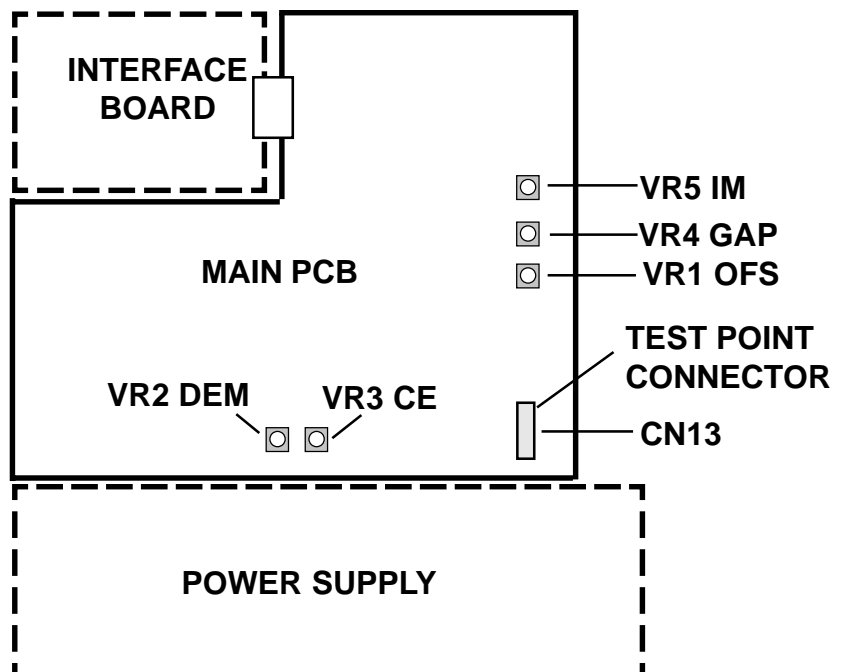 INTERFACE
BOARD
VR5 IM
VR4 GAP
MAIN PCB
VR1 OFS
TEST POINT
CONNECTOR
VR2 DEM
VR3 CE
CN13
POWER SUPPLY